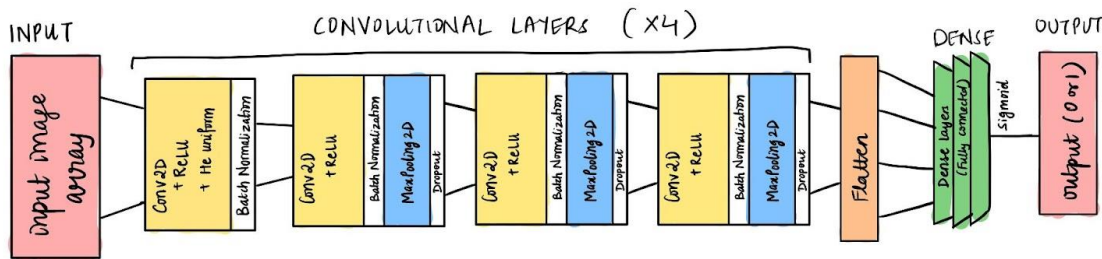 INPUT
CONVOLUTIONAL LAYERS (X4)
DENSE
OUTPUT
input image
array
Conv2D
+ ReLU
+ He uniform
Batch Normalization
Conv2D
+ReLU
Batch Normalization
MaxPooling2D
Dropout
Conv2D
+ReLU
Batch Normalization
MaxPooling2D
Dropout
Conv2D
+ReLU
Batch Normalization
MaxPooling2D
Dropout
Flatten
Dense layer
(Fully connected)
sigmoid
output (0 or 1)